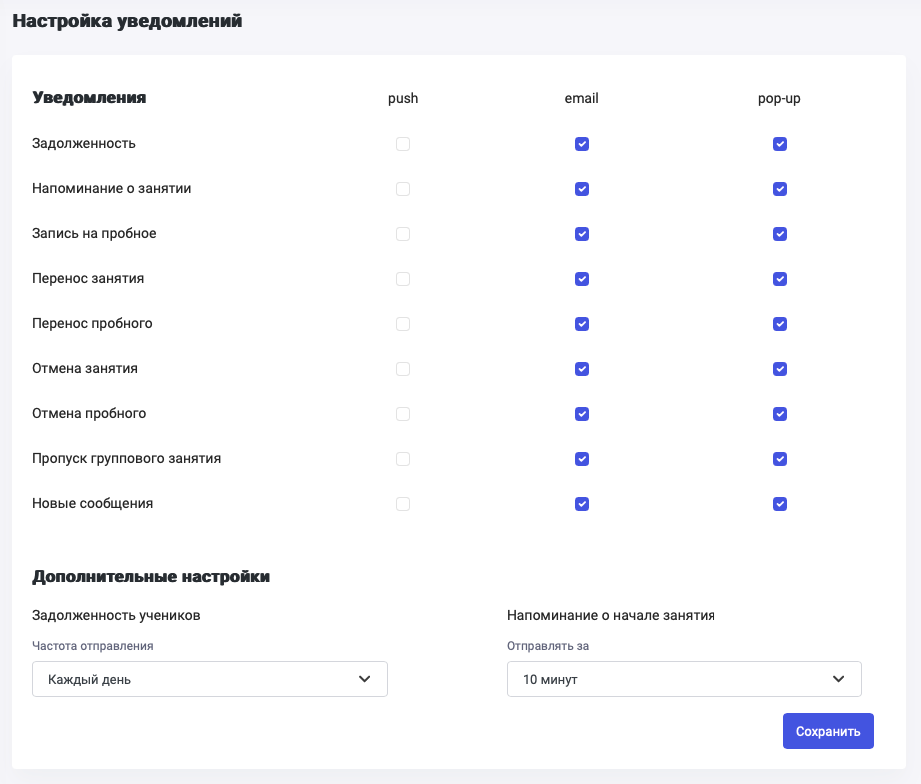 Настройка уведомлений
Уведомления push email pop-up
Задолженность
Напоминание о занятии
Запись на пробное
Перенос занятия
Перенос пробного
Отмена занятия
Отмена пробного
Пропуск группового занятия
Новые сообщения
Дополнительные настройки
Задолженность учеников Напоминание о начале занятия
Частота отправления Отправлять за
Каждый день 10 минут
Сохранить